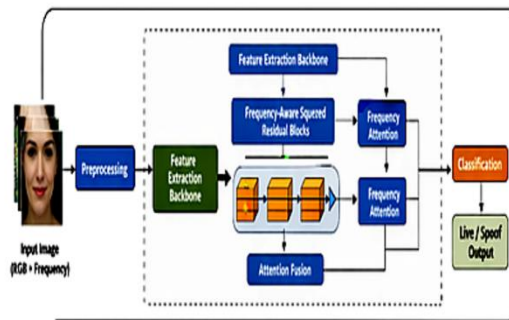 Feature Extraction Backbone
Frequency-Aware Squezed
Residual Blocks
Frequency
Attention
Preprocessing
Feature
Extraction
Backbone
Frequency
Attention
Classification
Input Image
(RGB + Frequency)
Attention Fusion
Live / Spoof
Output